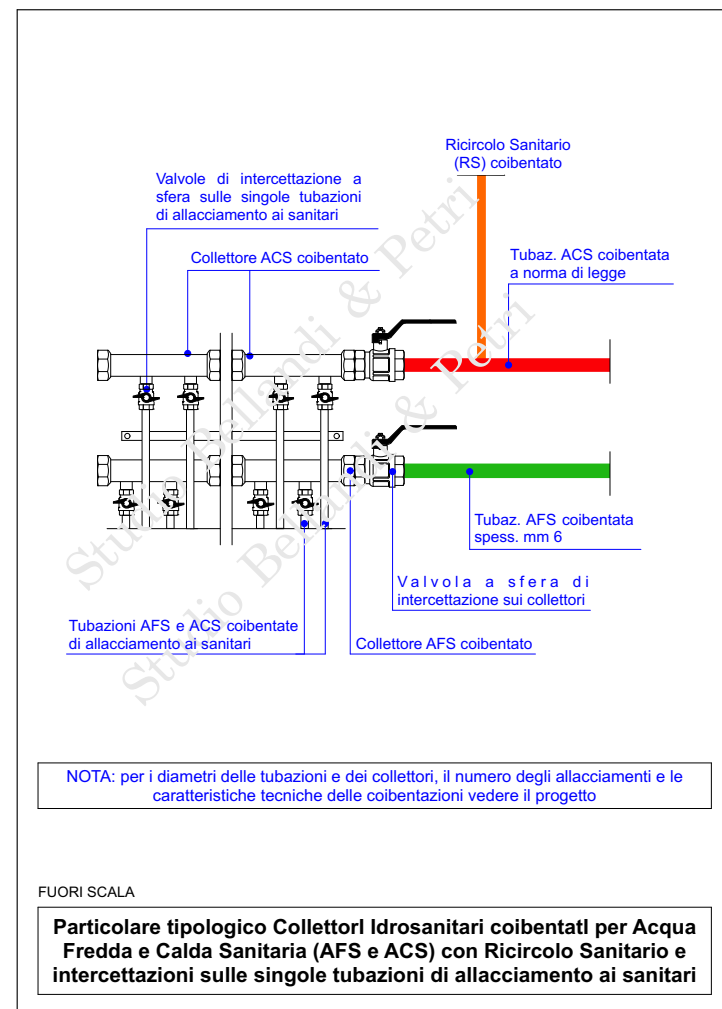 Ricircolo Sanitario
(RS) coibentato
Valvole di intercettazione a
sfera sulle singole tubazioni
di allacciamento ai sanitari
Collettore ACS coibentato
Tubaz. ACS coibentata
a norma di legge
Tubaz. AFS coibentata
spess. mm 6
Valvola a sfera di
intercettazione sui collettori
Tubazioni AFS e ACS coibentate
di allacciamento ai sanitari
Collettore AFS coibentato
Studio Bellandi & Petri
Studio Bellandi & Petri
NOTA: per i diametri delle tubazioni e dei collettori, il numero degli allacciamenti e le
caratteristiche tecniche delle coibentazioni vedere il progetto
FUORI SCALA
Particolare tipologico CollettorI Idrosanitari coibentatI per Acqua
Fredda e Calda Sanitaria (AFS e ACS) con Ricircolo Sanitario e
intercettazioni sulle singole tubazioni di allacciamento ai sanitari